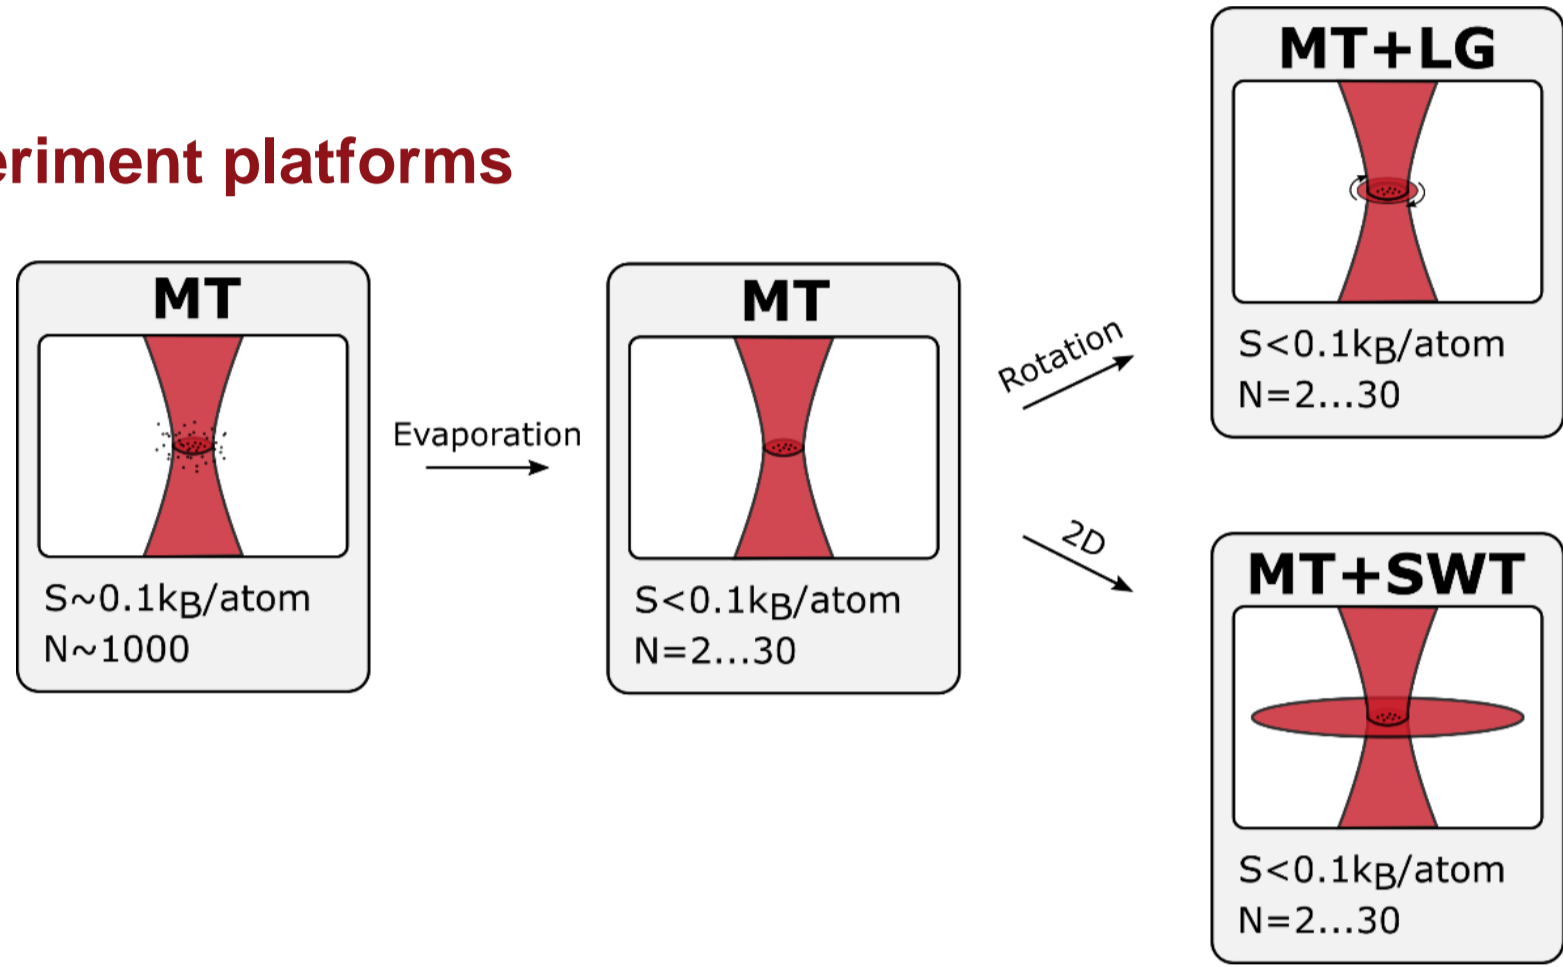 eriment platforms
MT
S~0.1kB/atom
N~1000
Evaporation
MT
S<0.1kB/atom
N=2...30
Rotation
MT+LG
S<0.1kB/atom
N=2...30
2D
MT+SWT
S<0.1kB/atom
N=2...30